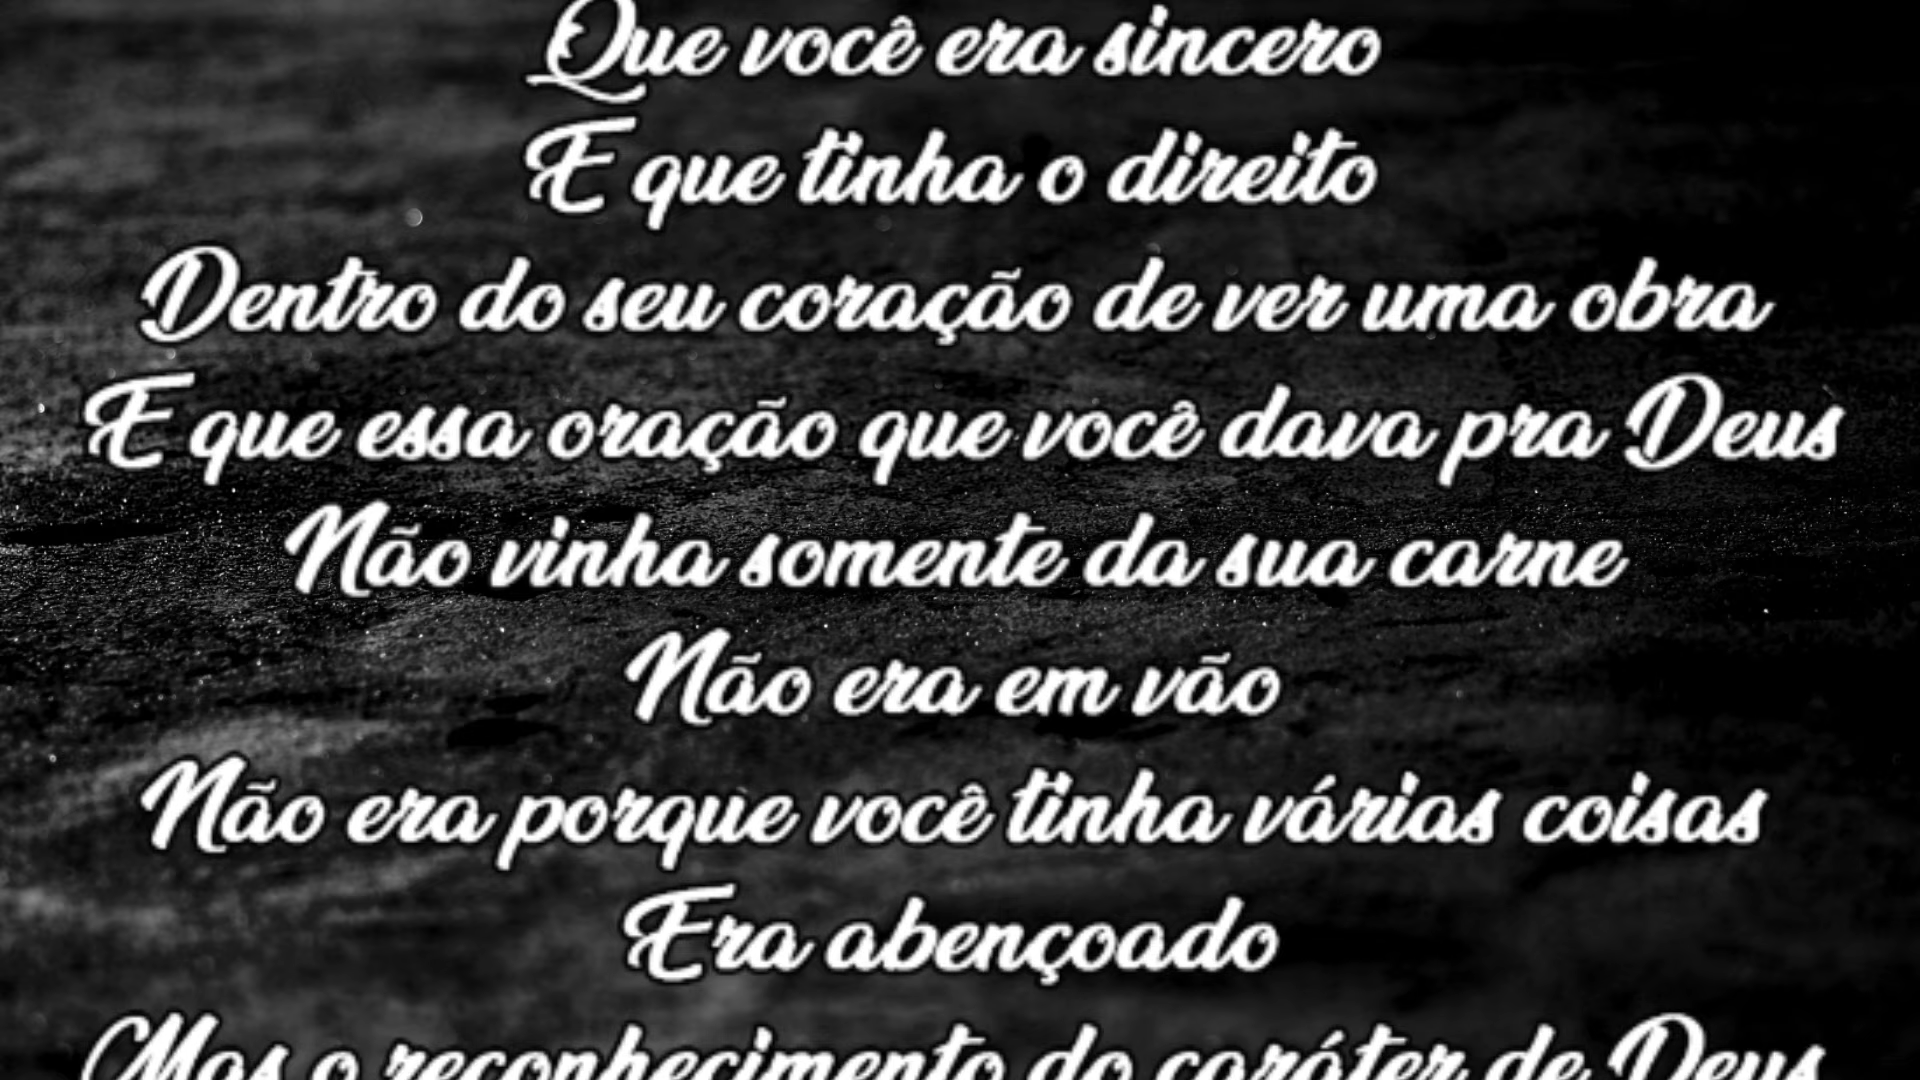 Que você era sincero
E que tinha o direito
Dentro do seu coração de ver uma obra
E que essa oração que você dava pra Deus
Não vinha somente da sua carne
Não era em vão
Não era porque você tinha várias coisas
Era abençoado
Mas o reconhecimento do caráter de Deus